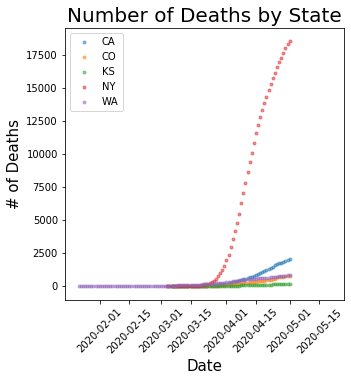 Number of Deaths by State
CA
CO
KS
NY
WA
# of Deaths
17500
15000
12500
10000
7500
5000
2500
0
2020-02-01
2020-02-15
2020-03-01
2020-03-15
2020-04-01
2020-04-15
2020-05-01
2020-05-15
Date